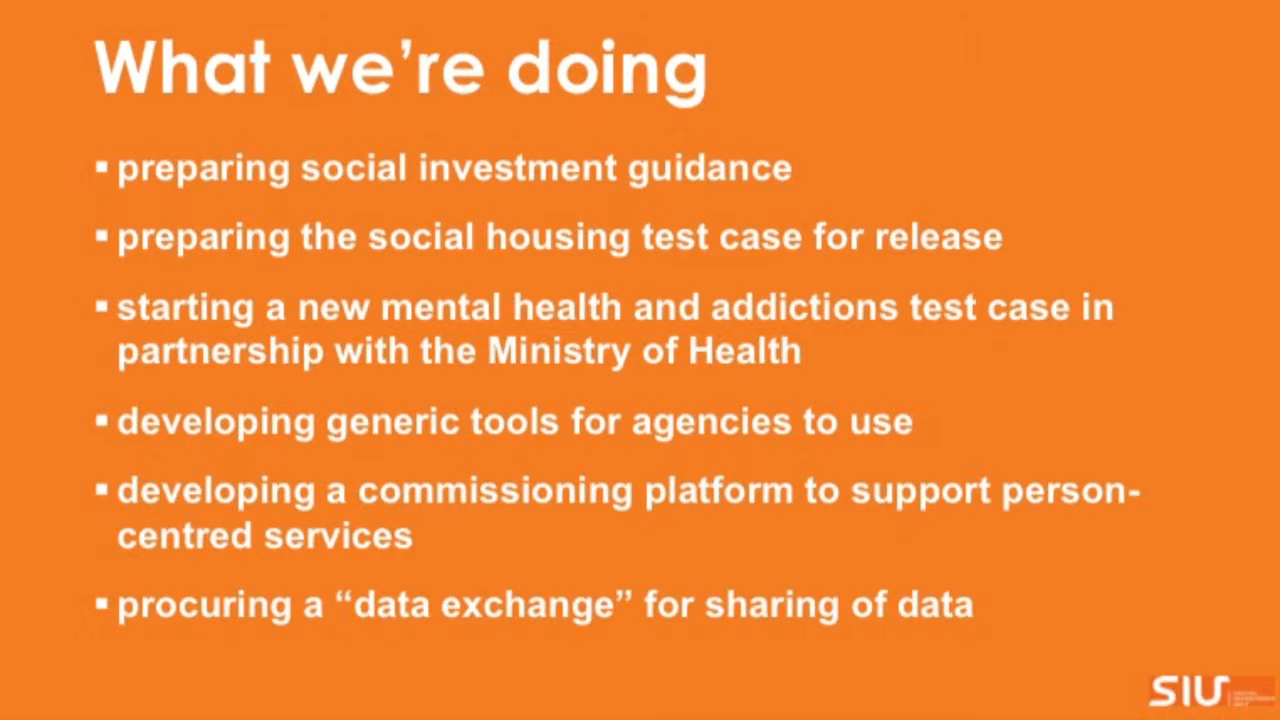 What we’re doing
▪ preparing social investment guidance
▪ preparing the social housing test case for release
▪ starting a new mental health and addictions test case in
partnership with the Ministry of Health
▪ developing generic tools for agencies to use
▪ developing a commissioning platform to support person-
centred services
▪ procuring a “data exchange” for sharing of data
SIU